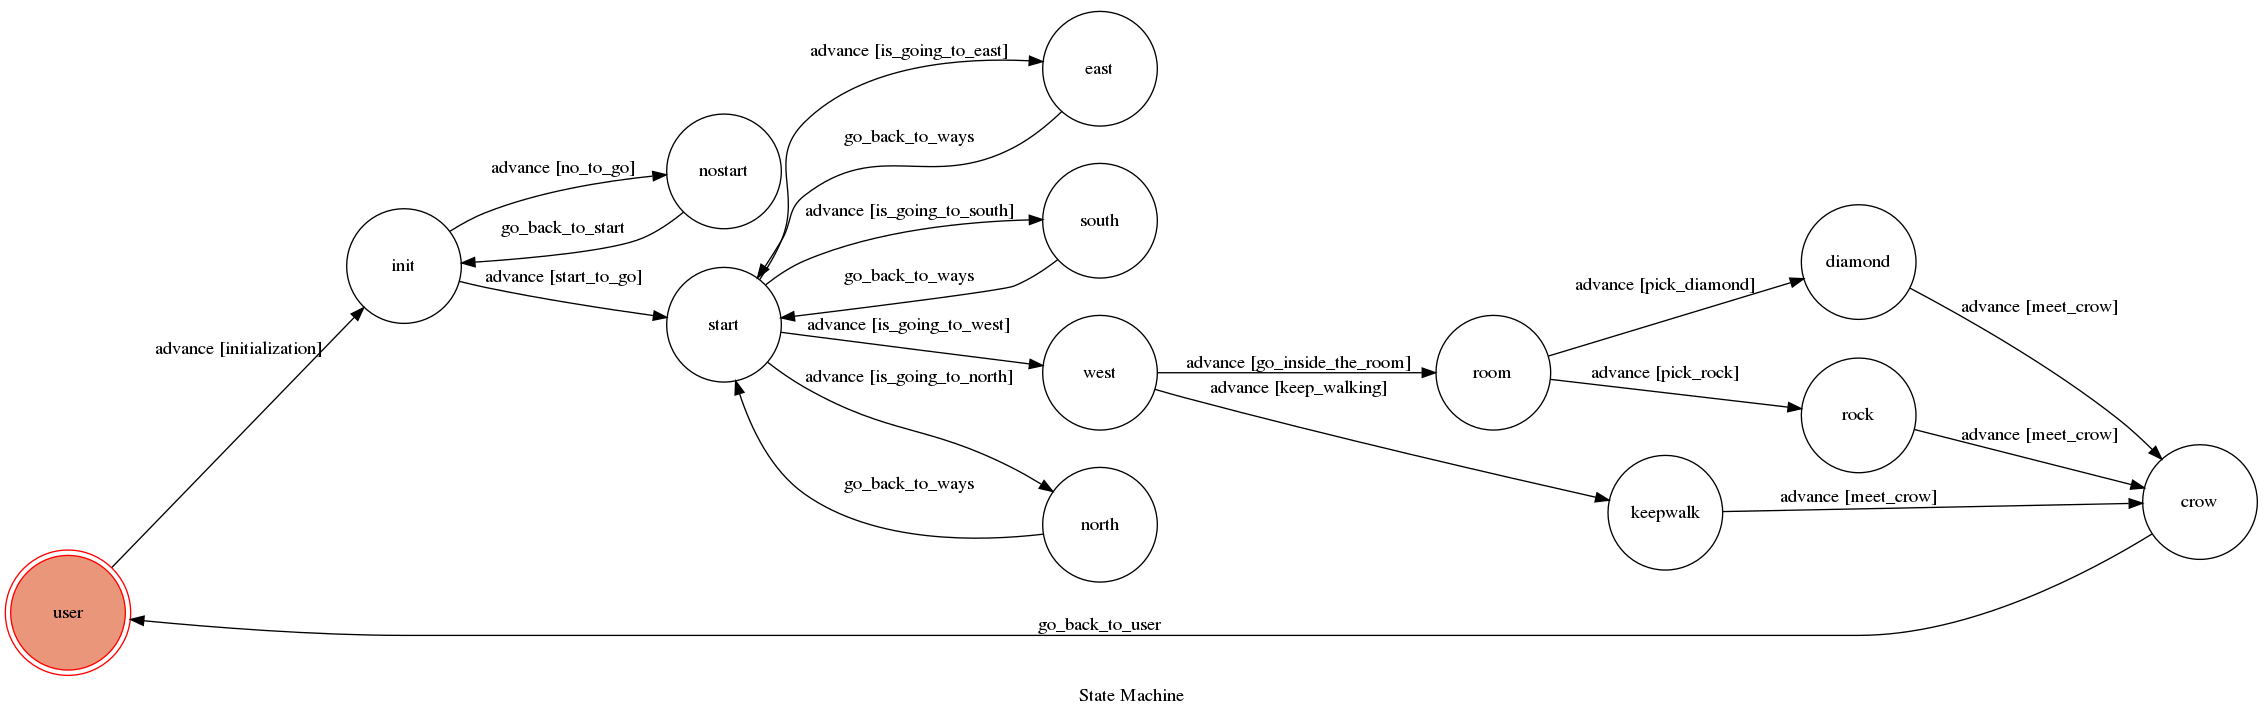 advance [is_going_to_east]
east
go_back_to_ways
advance [no_to_go]
nostart
advance [is_going_to_south]
south
go_back_to_start
init
advance [start_to_go]
go_back_to_ways
start
advance [is_going_to_west]
west
advance [is_going_to_north]
go_back_to_ways
north
advance [initialization]
user
advance [go_inside_the_room]
advance [keep_walking]
room
advance [pick_diamond]
diamond
advance [pick_rock]
rock
advance [meet_crow]
advance [meet_crow]
keepwalk
advance [meet_crow]
crow
go_back_to_user
State Machine